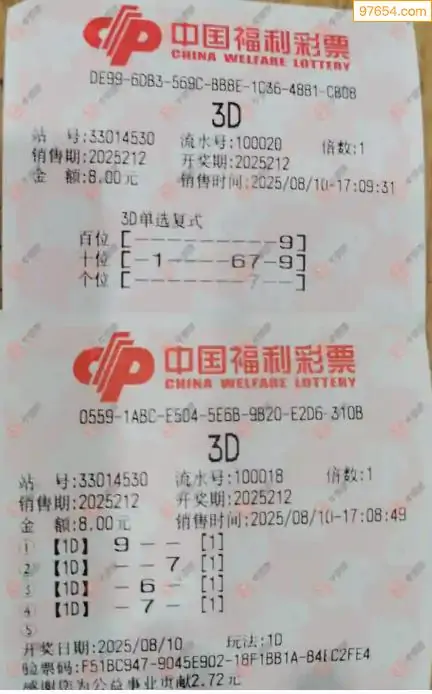 97654.com
中国福利彩票
CHINA WELFARE LOTTERY
DE99-6DB3-569C-BBBE-1C36-4BB1-CB0B
3D
站 号:33014530 流水号:100020 倍数:1
销售期:2025212 开奖期:2025212
金 额:8.00元 销售时间:2025/08/10-17:09:31
3D单选复式
百位 [---------9]
十位 [-1----67-9]
个位 [-------7--]
中国福利彩票
CHINA WELFARE LOTTERY
0559-1ABC-E504-5E6B-9B20-E2D6-310B
3D
站 号:33014530 流水号:100018 倍数:1
销售期:2025212 开奖期:2025212
金 额:8.00元 销售时间:2025/08/10-17:08:49
① 【1D】 9 - - [1]
② 【1D】 - - 7 [1]
③ 【1D】 - 6 - [1]
④ 【1D】 - 7 - [1]
⑤
开奖日期:2025/08/10 玩法:1D
验票码:F51BC947-9045E902-18F1BB1A-B4EC2FE4
感谢您为公益事业贡献2.72元